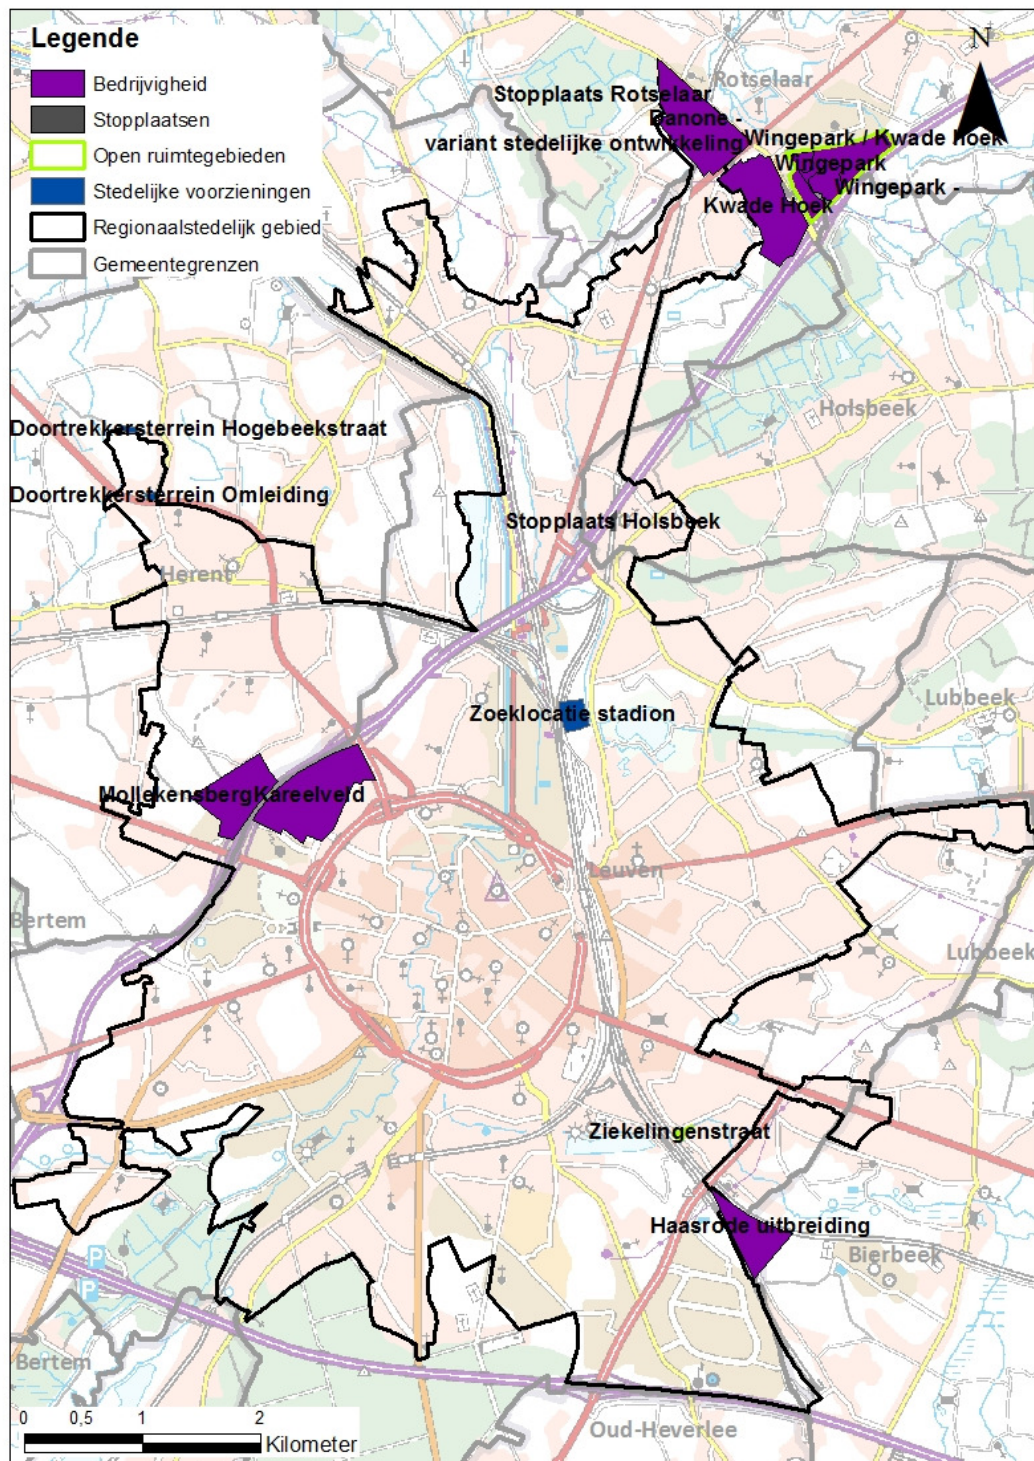 Legende
Bedrijvigheid
Stopplaatsen
Open ruimtegebieden
Stedelijke voorzieningen
Regionaalstedelijk gebied
Gemeentegrenzen
N
Rotselaar
Stopplaats Rotselaar
Danone -
variant stedelijke ontwikkeling
Wingepark / Kwade Hoek
Wingepark
Wingepark -
Kwade Hoek
Holsbeek
Doortrekkersterrein Hogebeekstraat
Doortrekkersterrein Omleiding
Stopplaats Holsbeek
Herent
Lubbeek
Zoeklocatie stadion
Mollekensberg
Kareelveld
Leuven
Bertem
Lubbeek
Ziekelingenstraat
Haasrode uitbreiding
Bierbeek
P
P
Bertem
Oud-Heverlee
0 0,5 1 2
Kilometer